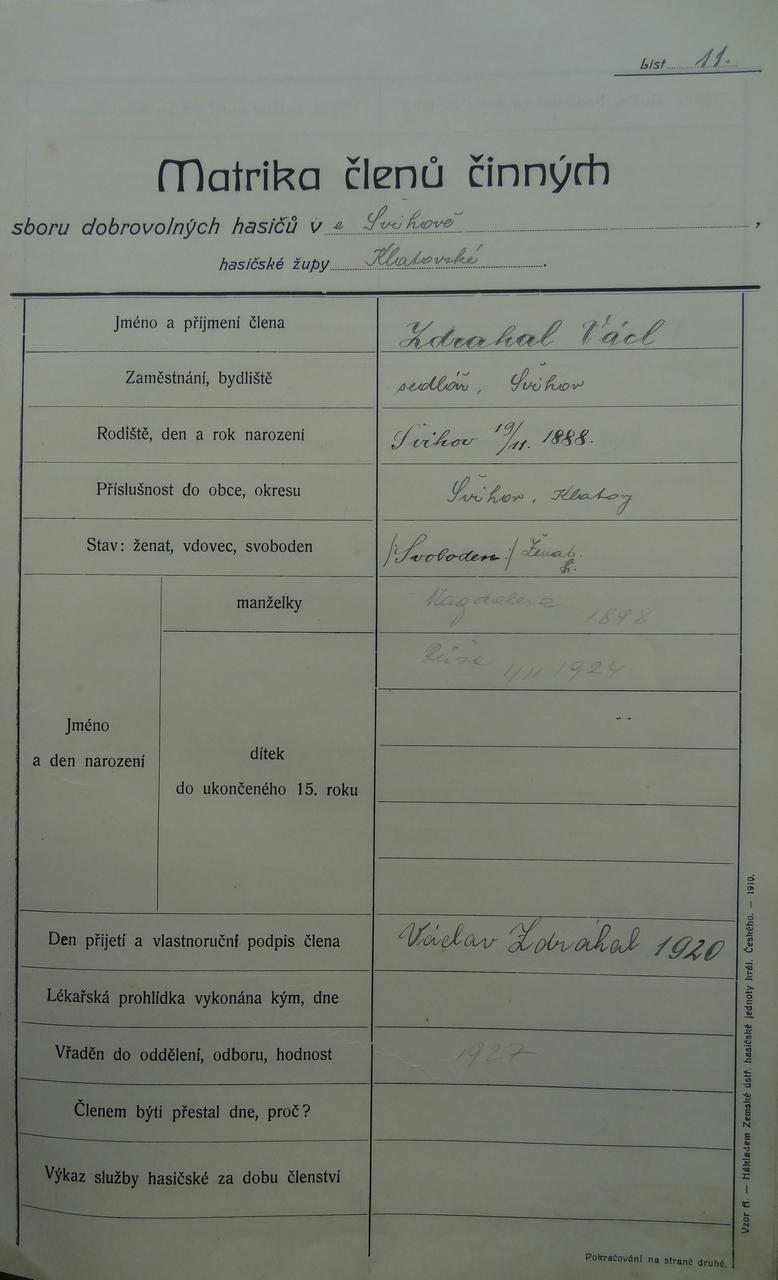 List 11.
Matrika členů činných
sboru dobrovolných hasičů v e Švihově,
hasičské župy Klatovské.
Jméno a příjmení člena Zdrahal Václ
Zaměstnání, bydliště sedlář, Švihov
Rodiště, den a rok narození Švihov 19/11. 1888.
Příslušnost do obce, okresu Švihov, Klatovy
Stav: ženat, vdovec, svoboden /Svoboden/ Ženat
Jméno a den narození
manželky Magdalena 1898
dítek do ukončeného 15. roku 1/11 1924
Den přijetí a vlastnoruční podpis člena Václav Zdráhal 1920
Lékařská prohlídka vykonána kým, dne
Vřaděn do oddělení, odboru, hodnost 1927
Členem býti přestal dne, proč?
Výkaz služby hasičské za dobu členství
Vzor A. — Nákladem Zemské ústř. hasičské jednoty král. Českého. — 1910.
Pokračování na straně druhé.